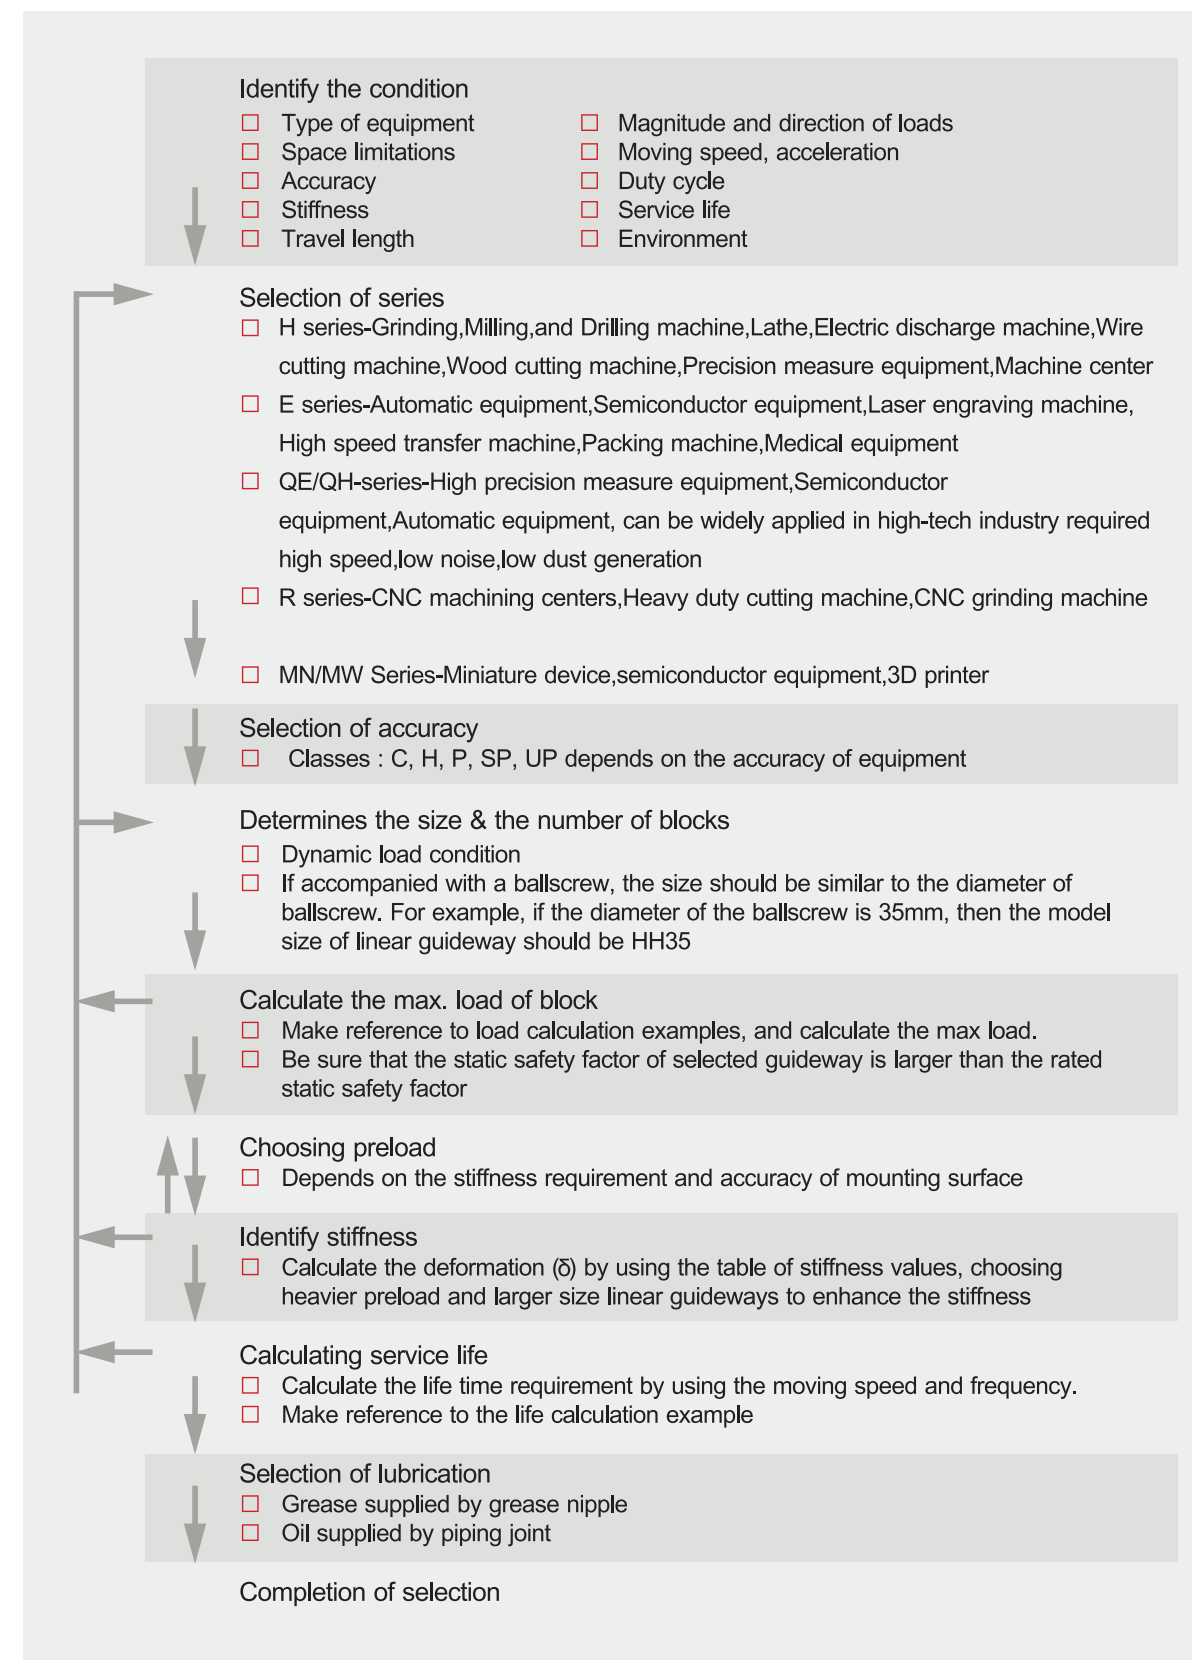 Identify the condition
□ Type of equipment
□ Space limitations
□ Accuracy
□ Stiffness
□ Travel length
□ Magnitude and direction of loads
□ Moving speed, acceleration
□ Duty cycle
□ Service life
□ Environment
Selection of series
□ H series-Grinding,Milling,and Drilling machine,Lathe,Electric discharge machine,Wire
cutting machine,Wood cutting machine,Precision measure equipment,Machine center
□ E series-Automatic equipment,Semiconductor equipment,Laser engraving machine,
High speed transfer machine,Packing machine,Medical equipment
□ QE/QH-series-High precision measure equipment,Semiconductor
equipment,Automatic equipment, can be widely applied in high-tech industry required
high speed,low noise,low dust generation
□ R series-CNC machining centers,Heavy duty cutting machine,CNC grinding machine
□ MN/MW Series-Miniature device,semiconductor equipment,3D printer
Selection of accuracy
□ Classes : C, H, P, SP, UP depends on the accuracy of equipment
Determines the size & the number of blocks
□ Dynamic load condition
□ If accompanied with a ballscrew, the size should be similar to the diameter of
ballscrew. For example, if the diameter of the ballscrew is 35mm, then the model
size of linear guideway should be HH35
Calculate the max. load of block
□ Make reference to load calculation examples, and calculate the max load.
□ Be sure that the static safety factor of selected guideway is larger than the rated
static safety factor
Choosing preload
□ Depends on the stiffness requirement and accuracy of mounting surface
Identify stiffness
□ Calculate the deformation (δ) by using the table of stiffness values, choosing
heavier preload and larger size linear guideways to enhance the stiffness
Calculating service life
□ Calculate the life time requirement by using the moving speed and frequency.
□ Make reference to the life calculation example
Selection of lubrication
□ Grease supplied by grease nipple
□ Oil supplied by piping joint
Completion of selection